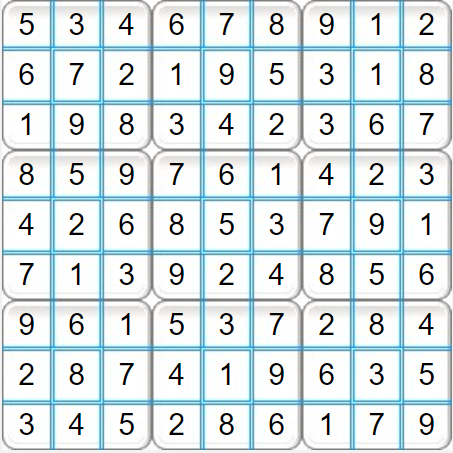 5 3 4 6 7 8 9 1 2
6 7 2 1 9 5 3 1 8
1 9 8 3 4 2 3 6 7
8 5 9 7 6 1 4 2 3
4 2 6 8 5 3 7 9 1
7 1 3 9 2 4 8 5 6
9 6 1 5 3 7 2 8 4
2 8 7 4 1 9 6 3 5
3 4 5 2 8 6 1 7 9